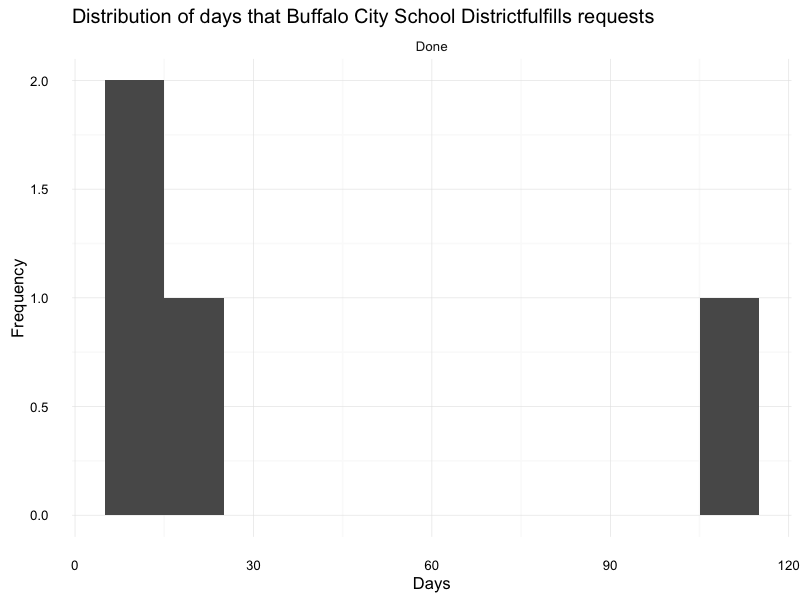 Distribution of days that Buffalo City School Districtfulfills requests
Done
2.0
1.5
1.0
0.5
0.0
Frequency
0 30 60 90 120
Days